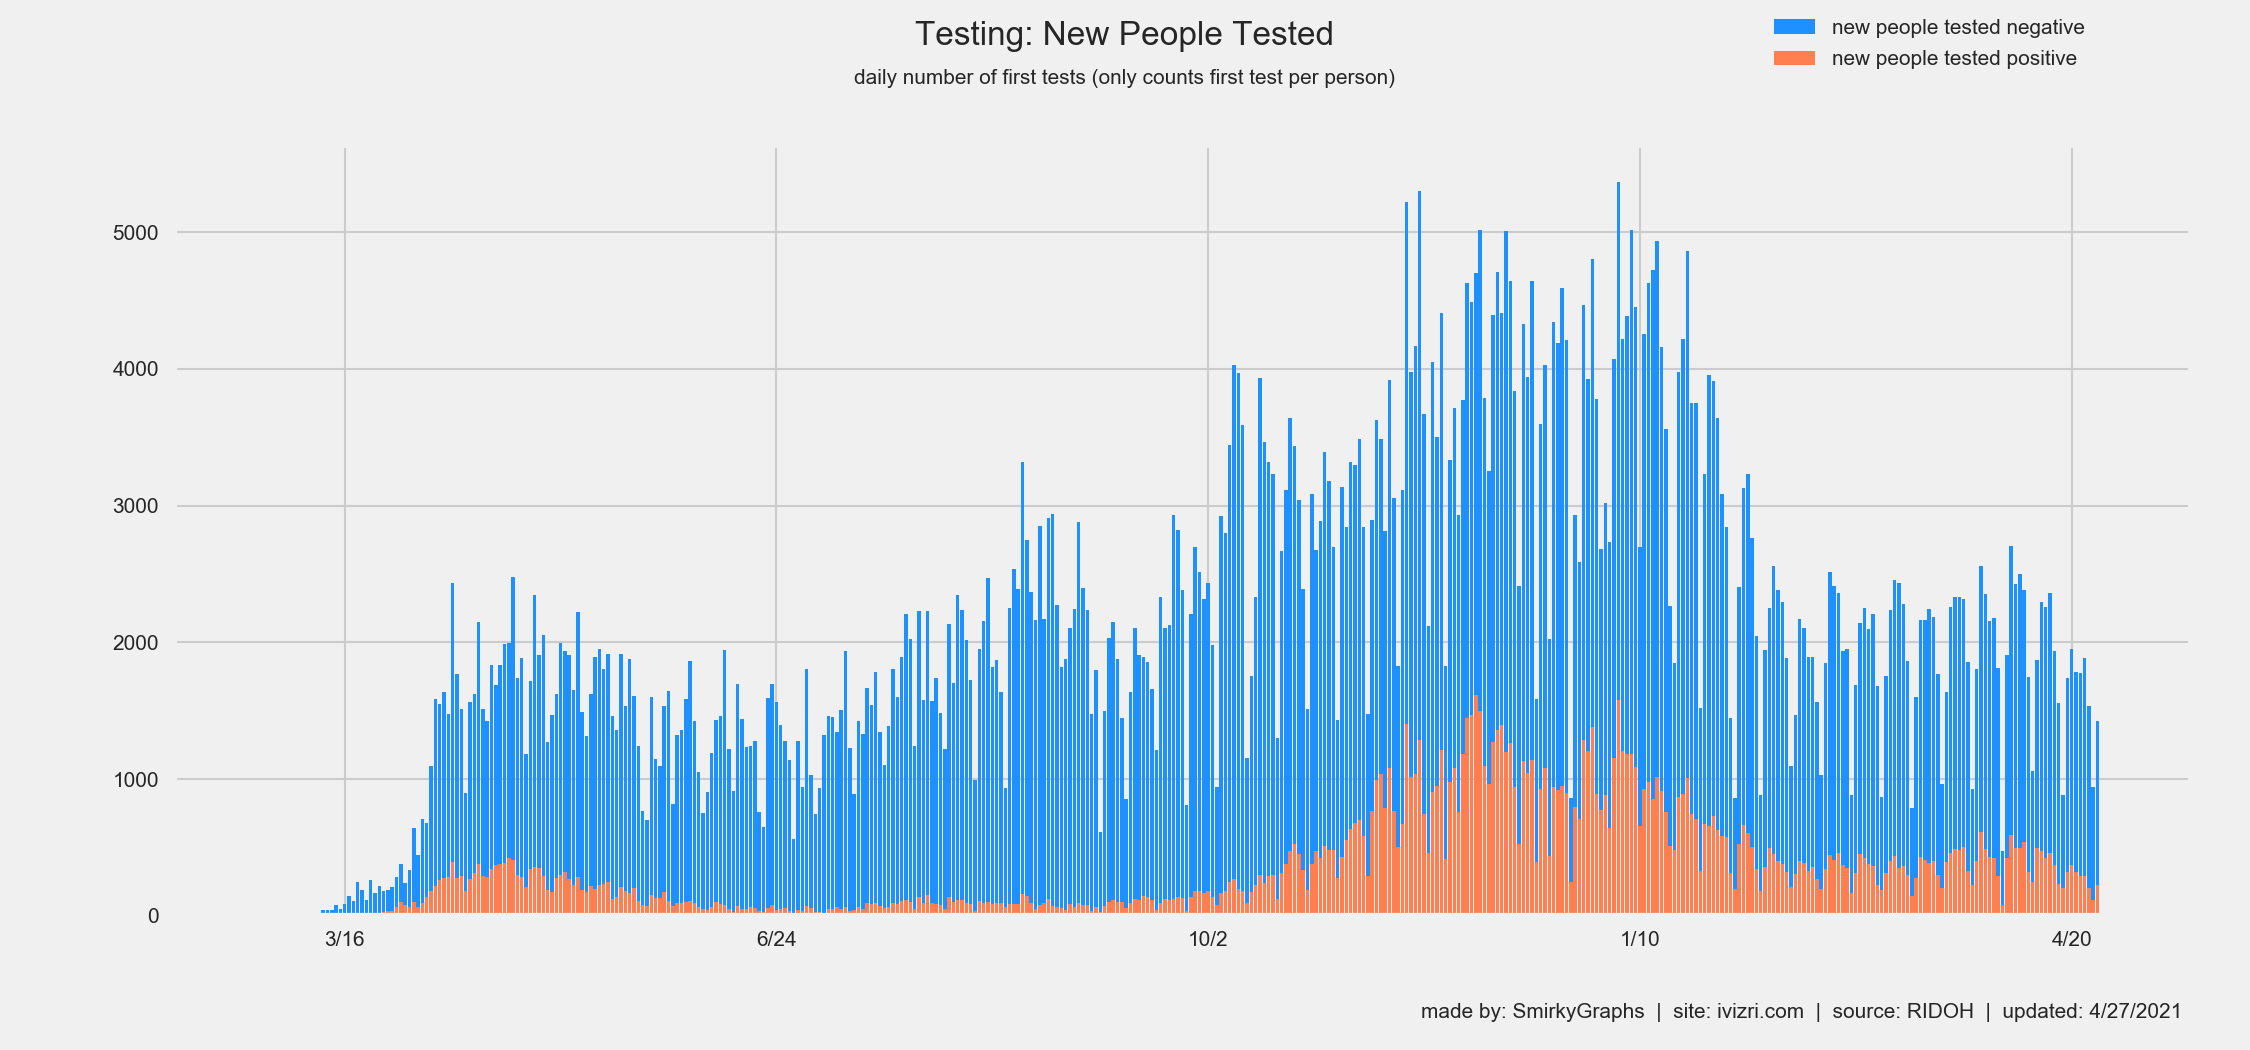 Testing: New People Tested
daily number of first tests (only counts first test per person)
new people tested negative
new people tested positive
5000
4000
3000
2000
1000
0
3/16 6/24 10/2 1/10 4/20
made by: SmirkyGraphs | site: ivizri.com | source: RIDOH | updated: 4/27/2021